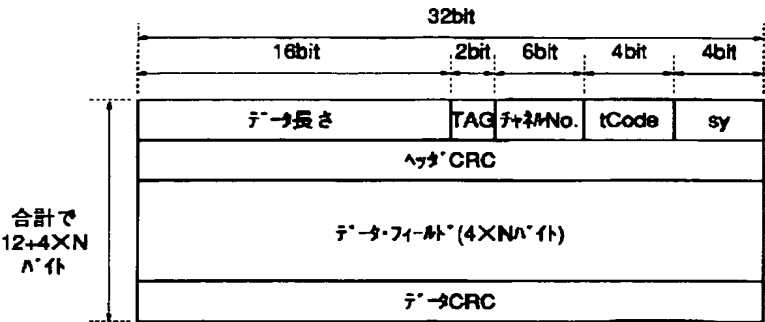 32bit
16bit 2bit 6bit 4bit 4bit
ﾃﾞｰﾀ長さ TAG ﾁｬﾈﾙNo. tCode sy
ﾍｯﾀﾞCRC
ﾃﾞｰﾀ・ﾌｨｰﾙﾄﾞ(4×Nﾊﾞｲﾄ)
ﾃﾞｰﾀCRC
合計で
12+4×N
ﾊﾞｲﾄ